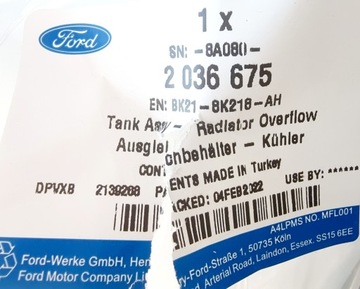 1 x
Ford
SN: -8A080-
2 036 675
EN: BK21-8K218-AH
Tank Assy - Radiator Overflow
Ausglei chbehälter - Kühler
CONT ENTS MADE IN Turkey
DPWXB 2139288 PACKED: 04FEB2022 USE BY: ******
A4LPMS NO. MFL001
Ford-Werke GmbH, Hen ry-Ford-Straße 1, 50735 Köln
Ford Motor Company Li Arterial Road, Laindon, Essex. SS15 6EE